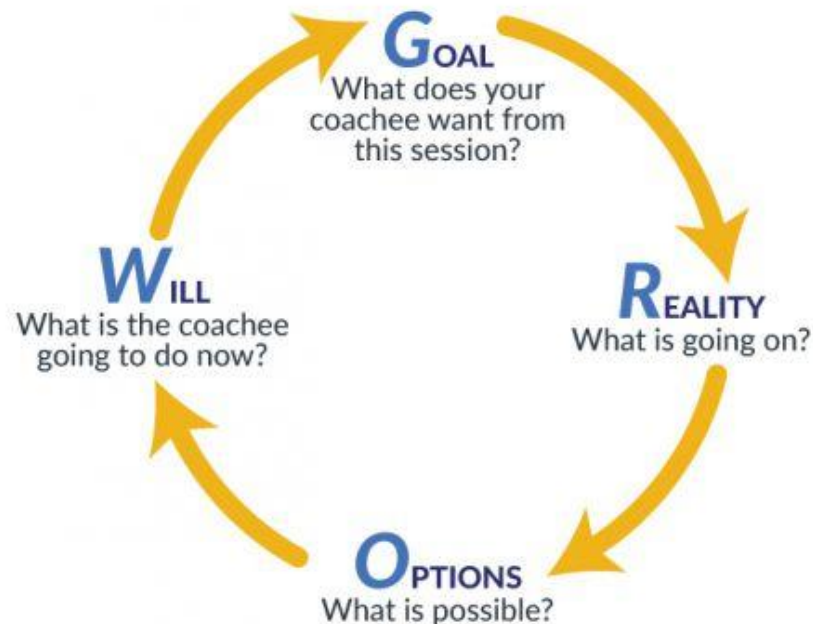 GOAL
What does your
coachee want from
this session?
REALITY
What is going on?
OPTIONS
What is possible?
WILL
What is the coachee
going to do now?